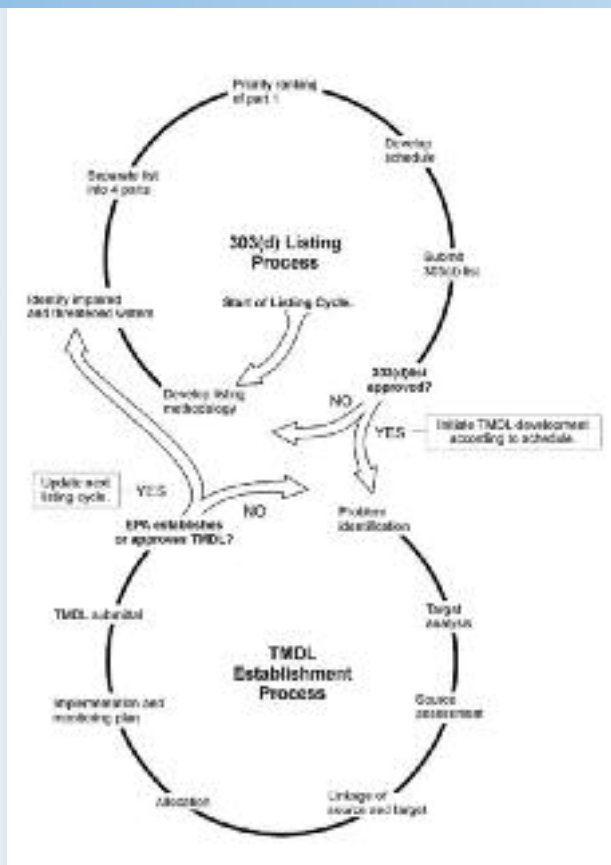 Priority ranking
of part 1
Develop
schedule
Separate list
into 4 parts
303(d) Listing
Process
Submit
303(d) list
Identify impaired
and threatened waters
Start of Listing Cycle.
303(d)list
approved?
Develop listing
methodology
NO
YES
Initiate TMDL development
according to schedule.
Update next
listing cycle.
YES
NO
EPA establishes
or approves TMDL?
Problem
identification
TMDL submittal
Target
analysis
TMDL
Establishment
Process
Implementation and
monitoring plan
Source
assessment
Allocation
Linkage of
source and target